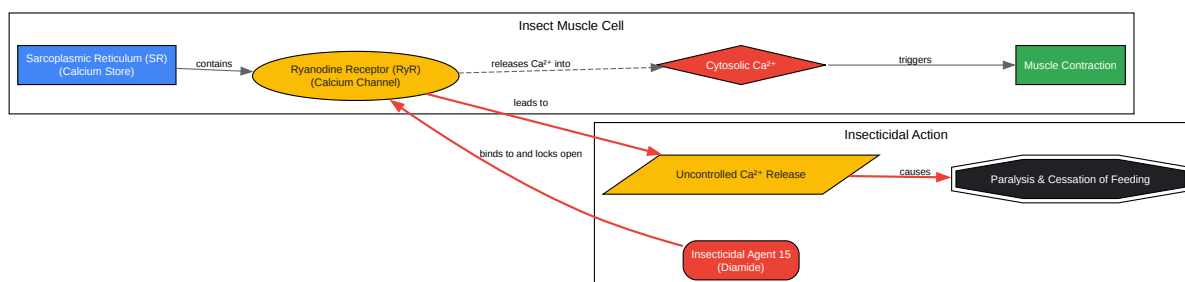 Insect Muscle Cell
Sarcoplasmic Reticulum (SR)
(Calcium Store)
contains
Ryanodine Receptor (RyR)
(Calcium Channel)
releases Ca²⁺ into
Cytosolic Ca²⁺
triggers
Muscle Contraction
leads to
Insecticidal Action
binds to and locks open
Uncontrolled Ca²⁺ Release
causes
Paralysis & Cessation of Feeding
Insecticidal Agent 15
(Diamide)